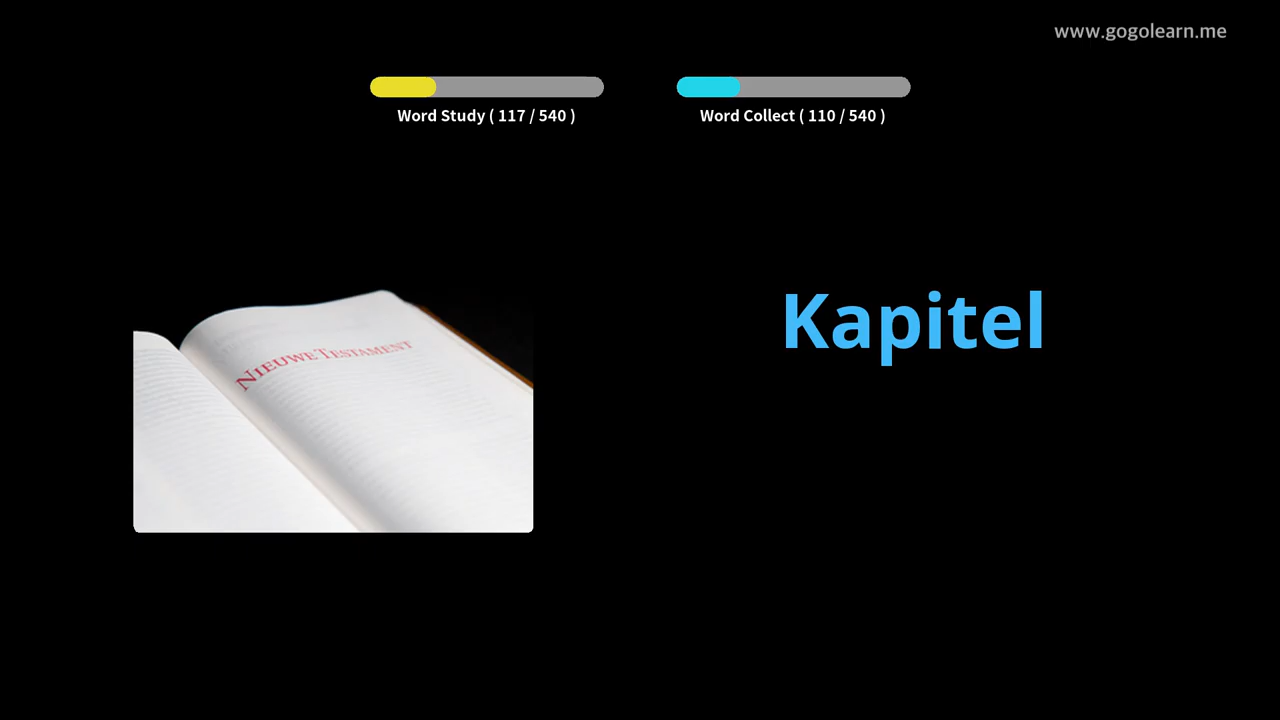 www.gogolearn.me
Word Study ( 117 / 540 )
Word Collect ( 110 / 540 )
Kapitel
NIEUWE TESTAMENT